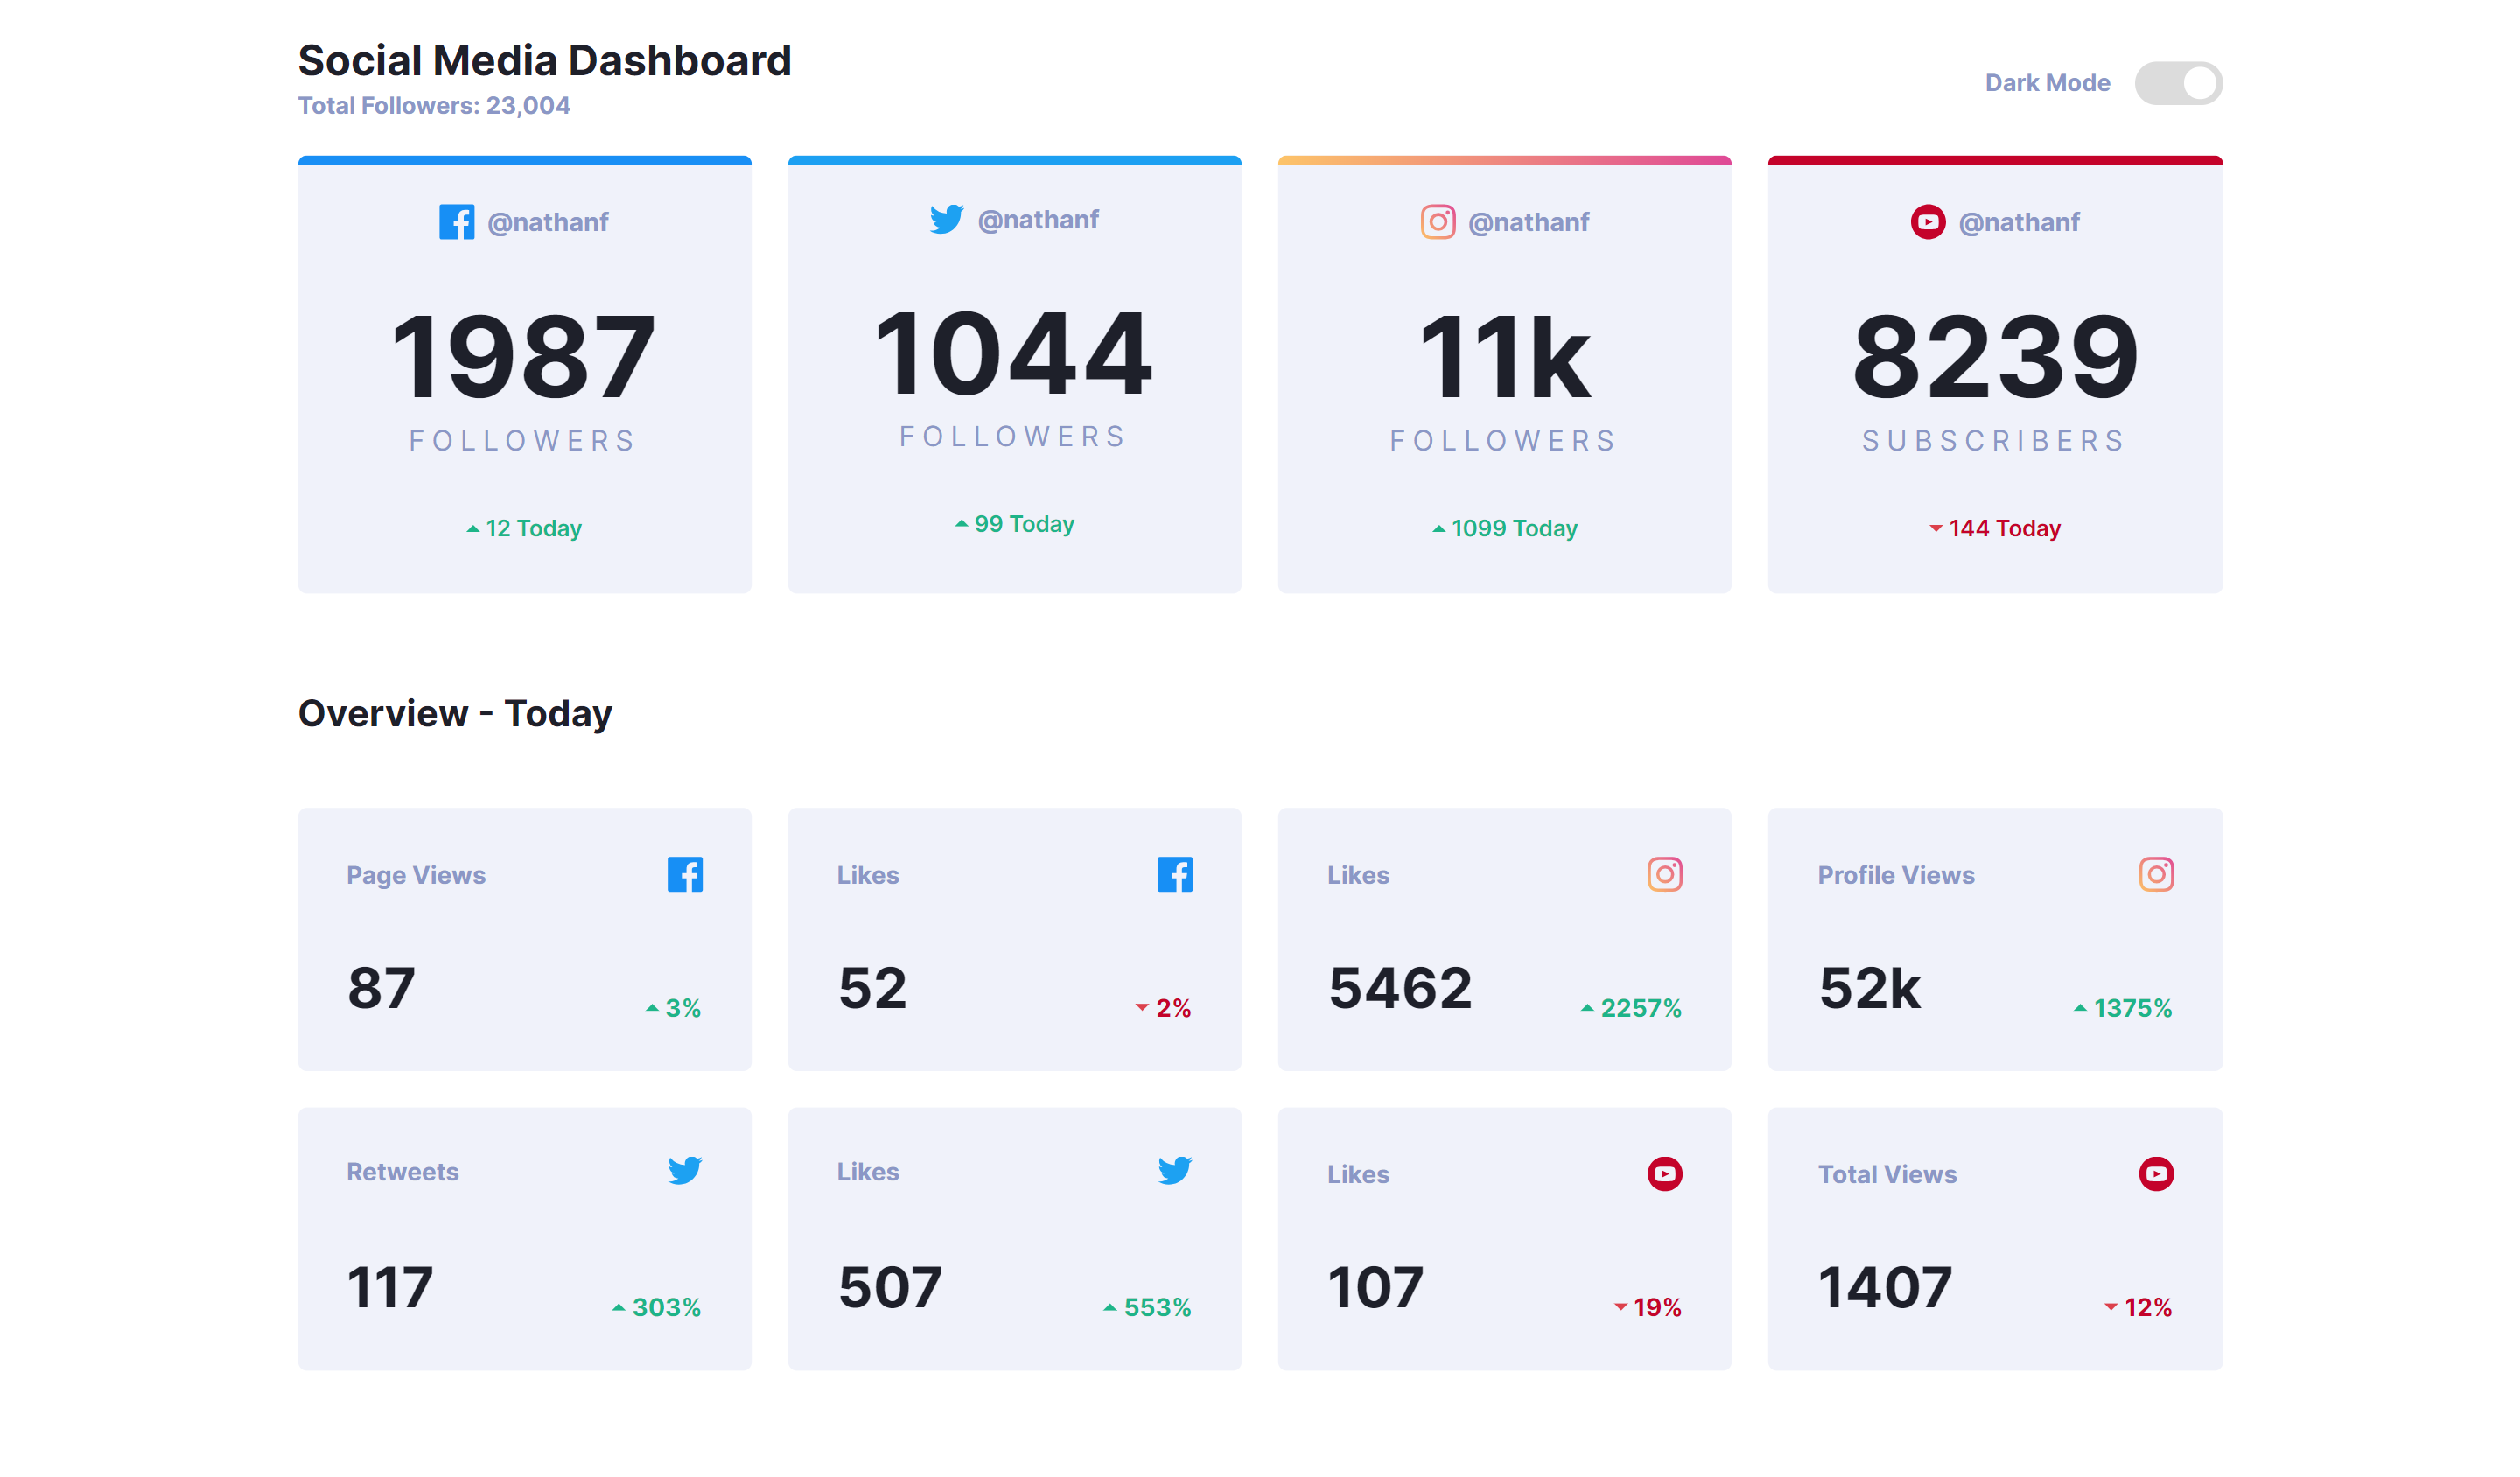 Social Media Dashboard
Total Followers: 23,004
Dark Mode
@nathanf
1987
FOLLOWERS
12 Today
@nathanf
1044
FOLLOWERS
99 Today
@nathanf
11k
FOLLOWERS
1099 Today
@nathanf
8239
SUBSCRIBERS
144 Today
Overview - Today
Page Views
87
3%
Likes
52
2%
Likes
5462
2257%
Profile Views
52k
1375%
Retweets
117
303%
Likes
507
553%
Likes
107
19%
Total Views
1407
12%